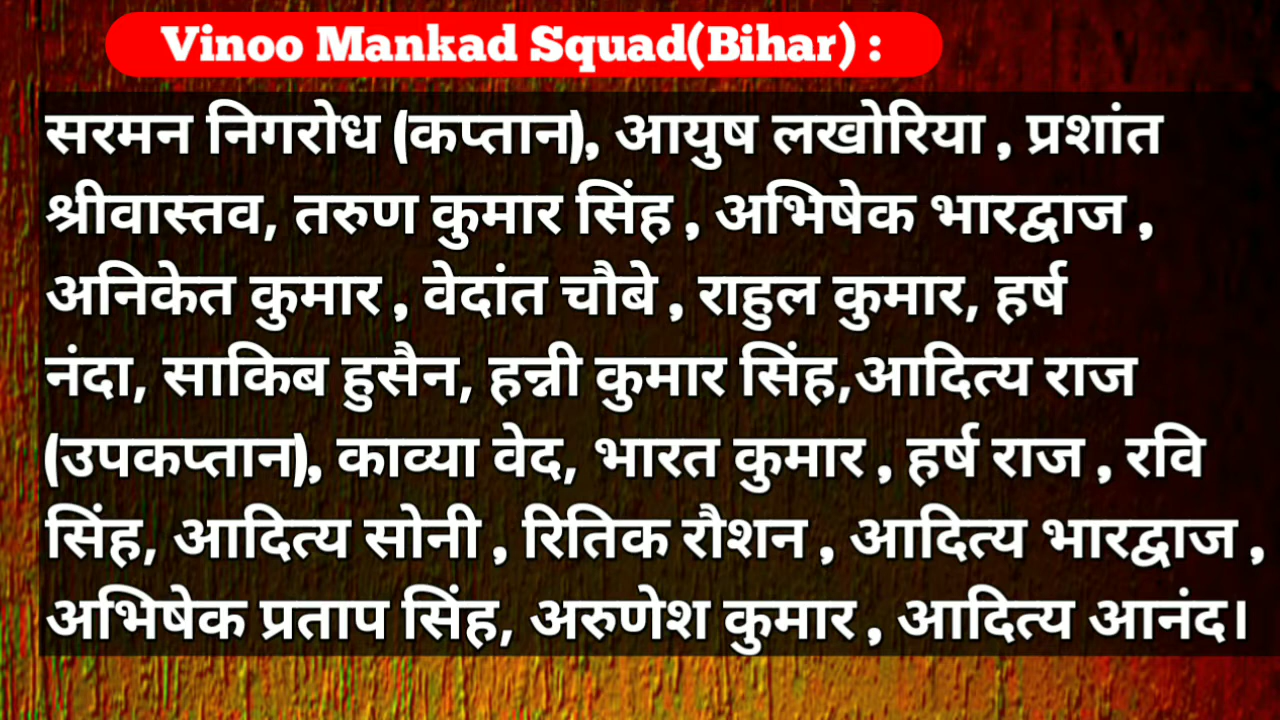 Vinoo Mankad Squad(Bihar) :
सरमन निगरोध (कप्तान), आयुष लखोरिया , प्रशांत
श्रीवास्तव, तरुण कुमार सिंह , अभिषेक भारद्वाज ,
अनिकेत कुमार , वेदांत चौबे , राहुल कुमार, हर्ष
नंदा, साकिब हुसैन, हन्नी कुमार सिंह,आदित्य राज
(उपकप्तान), काव्या वेद, भारत कुमार , हर्ष राज , रवि
सिंह, आदित्य सोनी , रितिक रौशन , आदित्य भारद्वाज ,
अभिषेक प्रताप सिंह, अरुणेश कुमार , आदित्य आनंद।